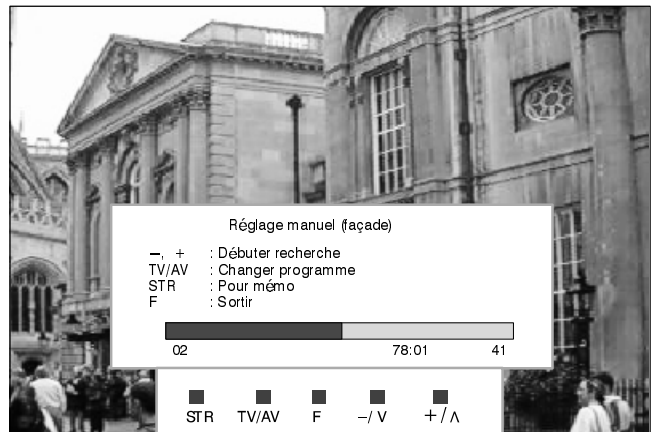 Réglage manuel (façade)
–, + : Débuter recherche
TV/AV : Changer programme
STR : Pour mémo
F : Sortir
02 78:01 41
STR TV/AV F –/ V + / Λ